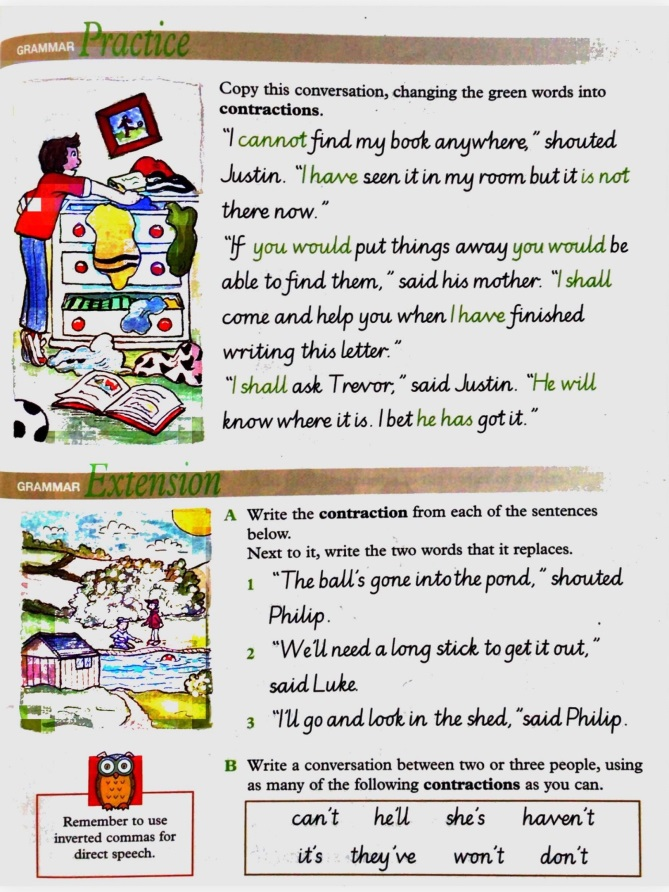 GRAMMAR Practice
Copy this conversation, changing the green words into
contractions.
"I cannot find my book anywhere," shouted
Justin. "I have seen it in my room but it is not
there now."
"If you would put things away you would be
able to find them," said his mother. "I shall
come and help you when I have finished
writing this letter."
"I shall ask Trevor," said Justin. "He will
know where it is. I bet he has got it."
GRAMMAR Extension
A Write the contraction from each of the sentences
below.
Next to it, write the two words that it replaces.
1 "The ball's gone into the pond," shouted
Philip.
2 "We'll need a long stick to get it out,"
said Luke.
3 "I'll go and look in the shed," said Philip.
B Write a conversation between two or three people, using
as many of the following contractions as you can.
can't he'll she's haven't
it's they've won't don't
Remember to use
inverted commas for
direct speech.